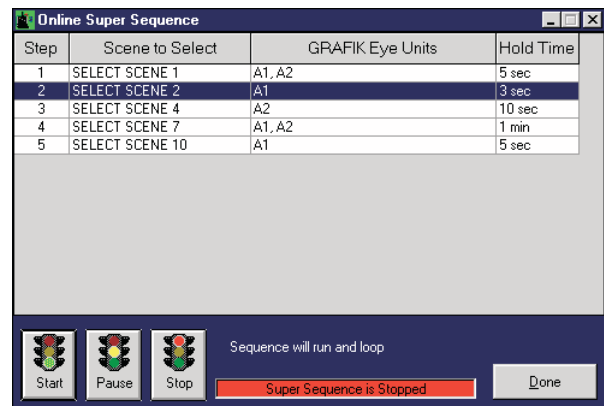 Online Super Sequence
Step Scene to Select GRAFIK Eye Units Hold Time
1 SELECT SCENE 1 A1, A2 5 sec
2 SELECT SCENE 2 A1 3 sec
3 SELECT SCENE 4 A2 10 sec
4 SELECT SCENE 7 A1, A2 1 min
5 SELECT SCENE 10 A1 5 sec
Sequence will run and loop
Start Pause Stop Super Sequence is Stopped Done